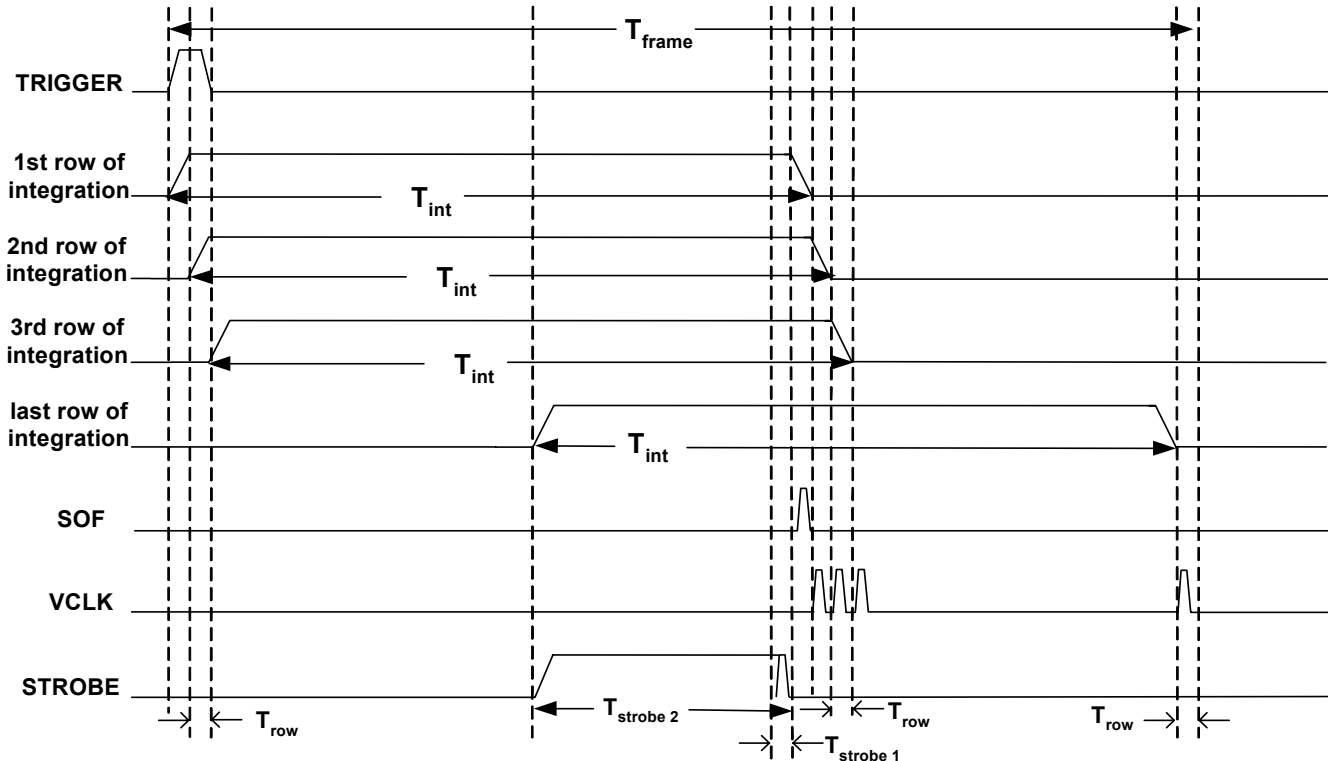 T_frame
TRIGGER
1st row of
integration
T_int
2nd row of
integration
T_int
3rd row of
integration
T_int
last row of
integration
T_int
SOF
VCLK
STROBE
T_row
T_strobe 2
T_row
T_row
T_strobe 1